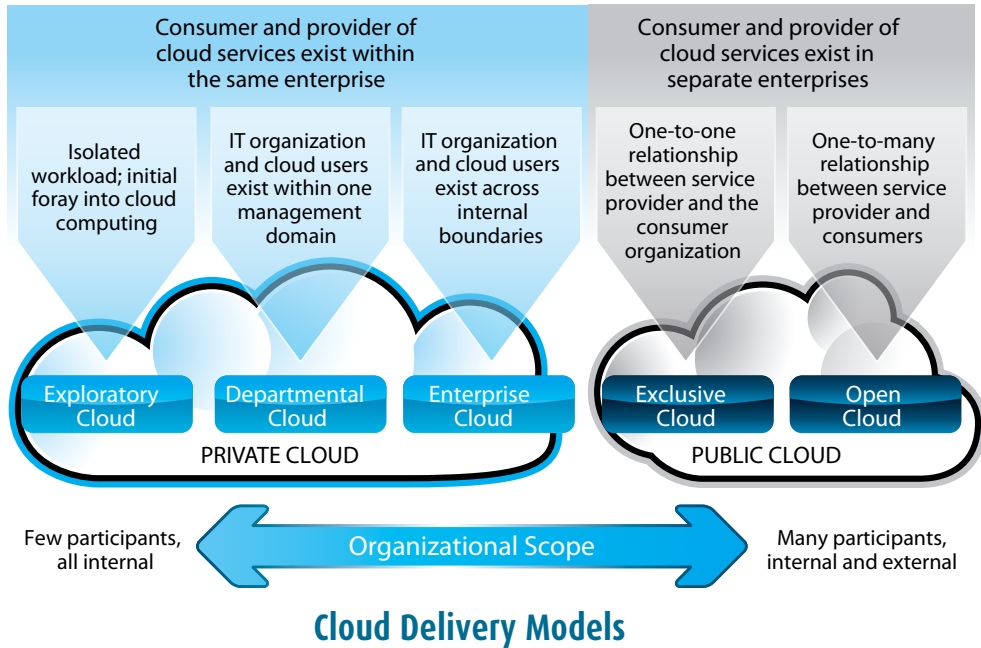 Consumer and provider of
cloud services exist within
the same enterprise
Consumer and provider of
cloud services exist in
separate enterprises
Isolated
workload; initial
foray into cloud
computing
IT organization
and cloud users
exist within one
management
domain
IT organization
and cloud users
exist across
internal
boundaries
One-to-one
relationship
between service
provider and the
consumer
organization
One-to-many
relationship
between service
provider and
consumers
Exploratory
Cloud
Departmental
Cloud
Enterprise
Cloud
Exclusive
Cloud
Open
Cloud
PRIVATE CLOUD
PUBLIC CLOUD
Few participants,
all internal
Organizational Scope
Many participants,
internal and external
Cloud Delivery Models